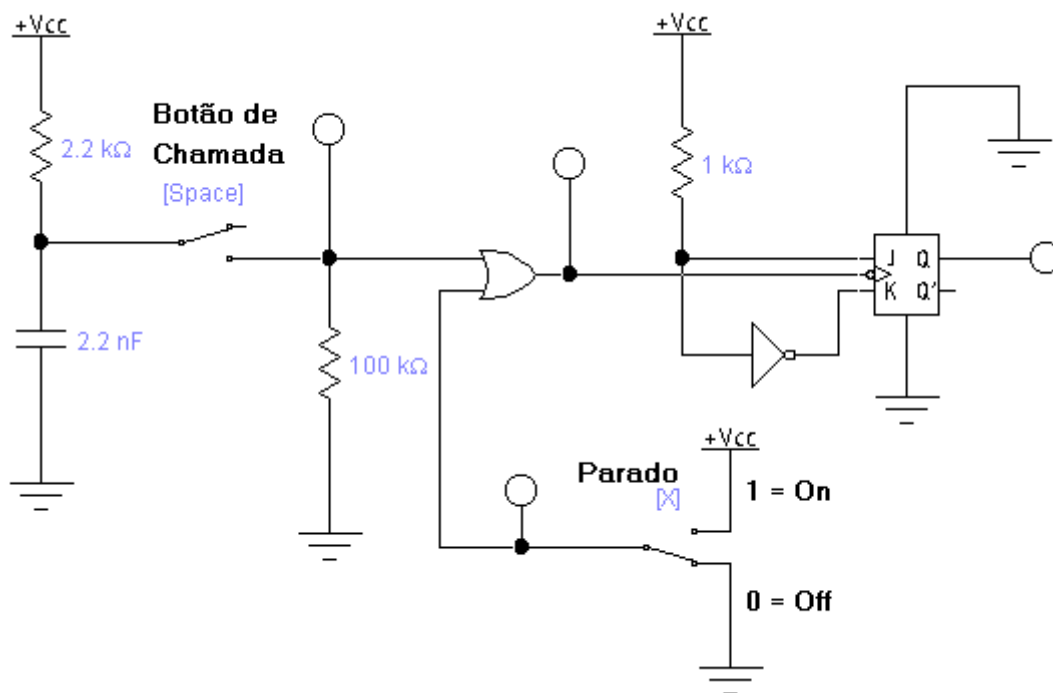 +Vcc
2.2 kΩ
2.2 nF
Botão de
Chamada
[Space]
100 kΩ
+Vcc
1 kΩ
J Q
K Q'
Parado
[X]
+Vcc
1 = On
0 = Off